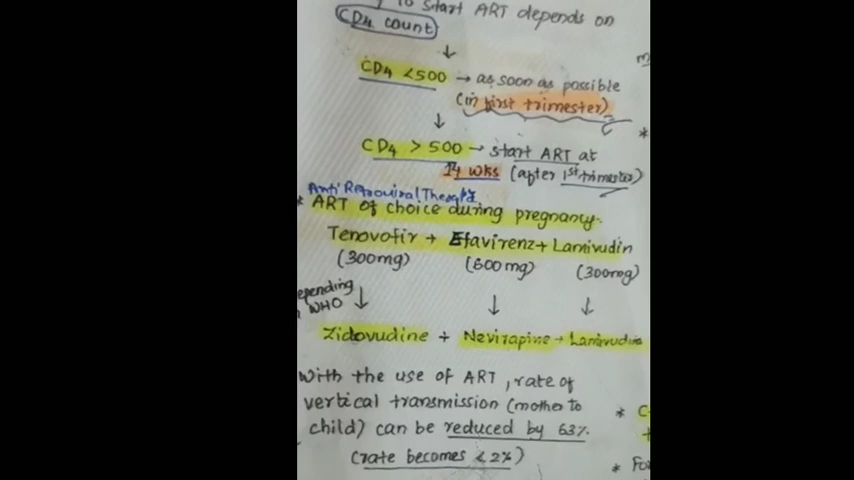 to start ART depends on
CD4 count
↓
CD4 <500 → as soon as possible
(in first trimester)
↓
CD4 > 500 → start ART at
14 wks (after 1st trimester)
Anti Retroviral Therapy
* ART of choice during pregnancy.
Tenovofir + Efavirenz + Lamivudin
(300mg) (600mg) (300mg)
epending
WHO ↓ ↓ ↓
Zidovudine + Nevirapine + Lamivudine
With the use of ART, rate of
vertical transmission (mother to
child) can be reduced by 63%.
(rate becomes <2%)
*
* C
* Fo